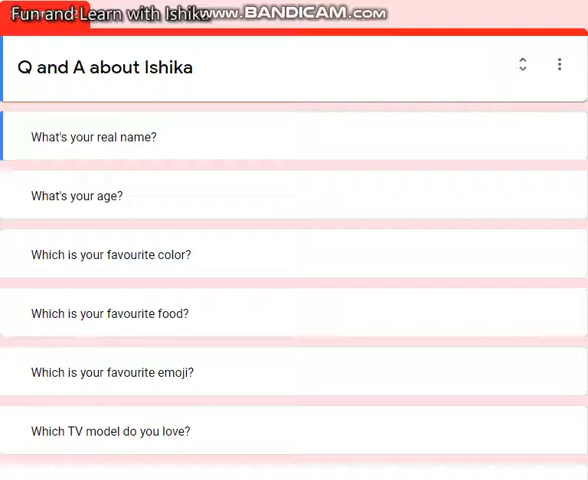 Fun and Learn with Ishika
www.BANDICAM.com
Q and A about Ishika
What's your real name?
What's your age?
Which is your favourite color?
Which is your favourite food?
Which is your favourite emoji?
Which TV model do you love?